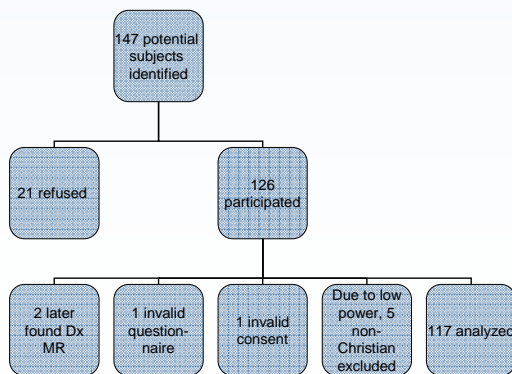 147 potential
subjects
identified
21 refused
126
participated
2 later
found Dx
MR
1 invalid
question-
naire
1 invalid
consent
Due to low
power, 5
non-
Christian
excluded
117 analyzed